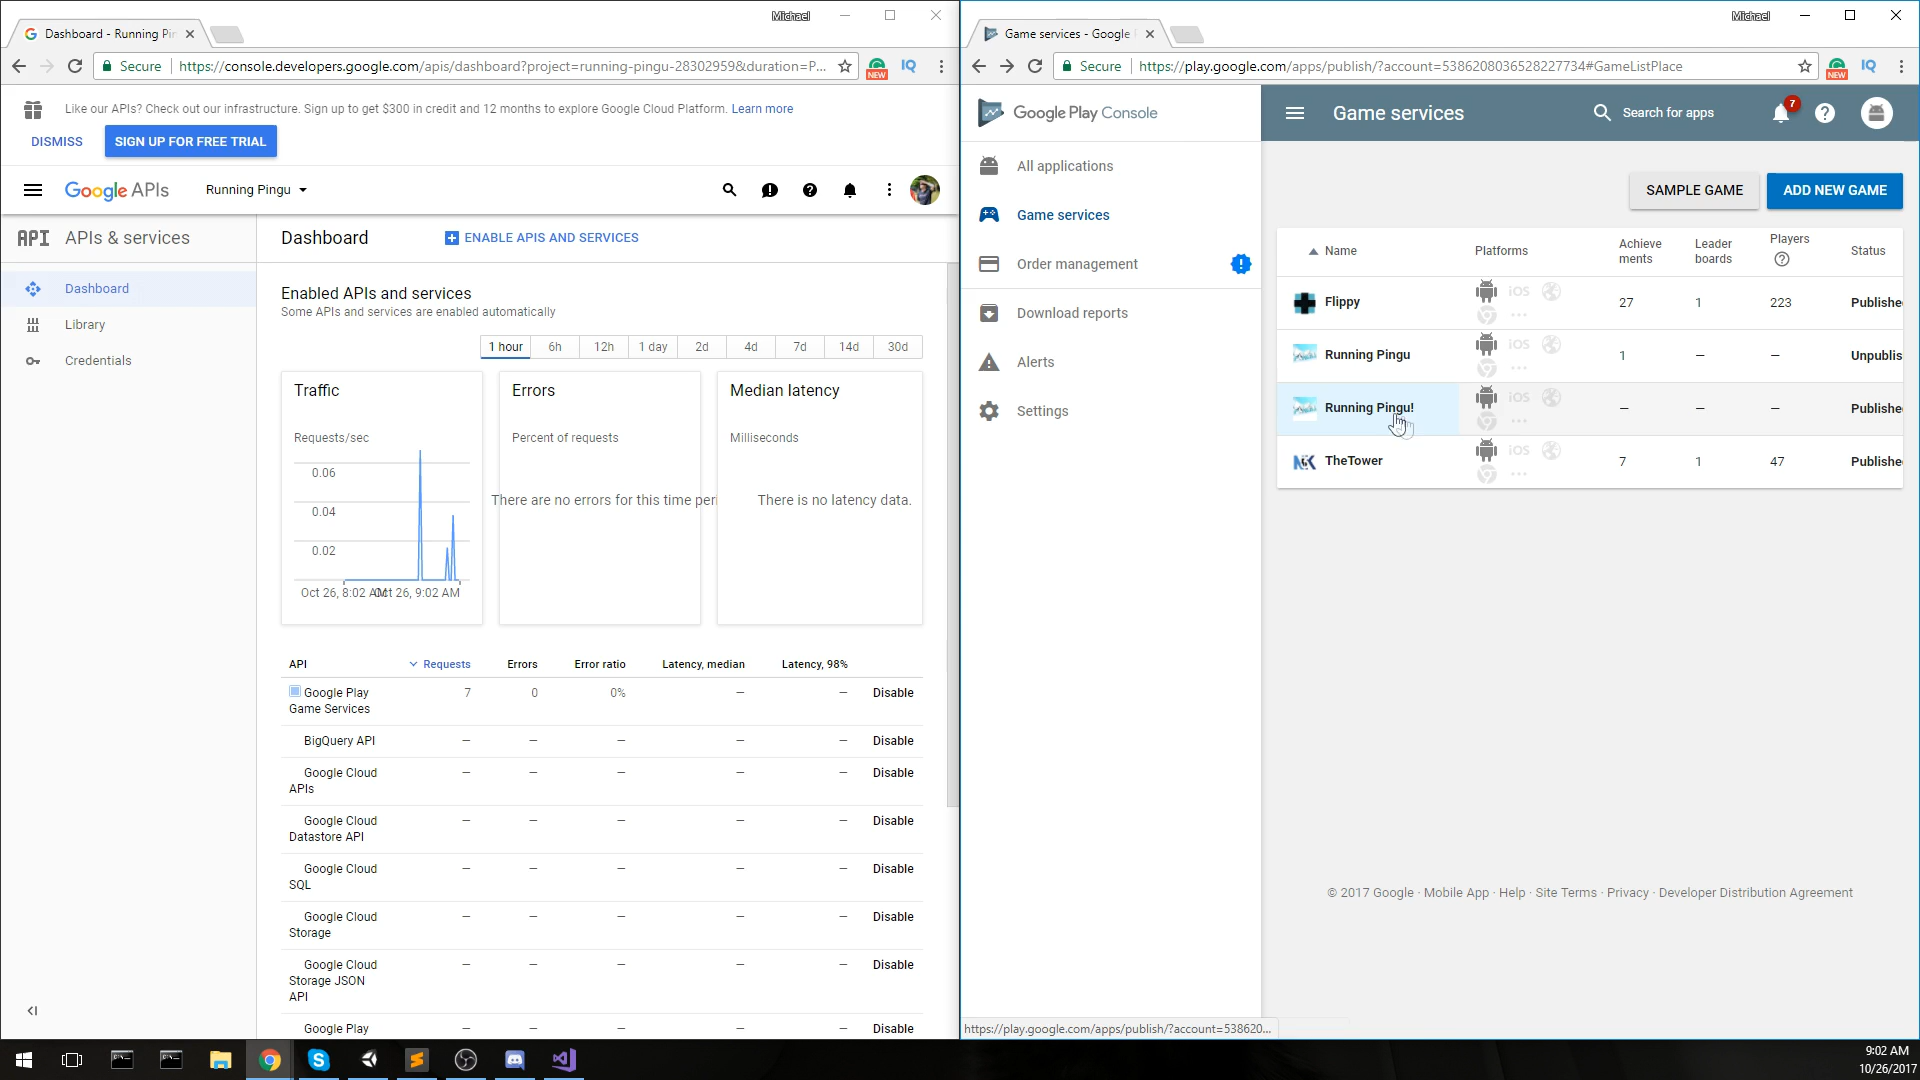 Michael
Dashboard - Running Pin
Secure
https://console.developers.google.com/apis/dashboard?project=running-pingu-28302959&duration=P...
NEW
IQ
Like our APIs? Check out our infrastructure. Sign up to get $300 in credit and 12 months to explore Google Cloud Platform. Learn more
DISMISS
SIGN UP FOR FREE TRIAL
Google APIs
Running Pingu
API APIs & services
Dashboard
Library
Credentials
Dashboard
ENABLE APIS AND SERVICES
Enabled APIs and services
Some APIs and services are enabled automatically
1 hour 6h 12h 1 day 2d 4d 7d 14d 30d
Traffic
Requests/sec
0.06
0.04
0.02
Oct 26, 8:02 AM
Oct 26, 9:02 AM
Errors
Percent of requests
There are no errors for this time peri
Median latency
Milliseconds
There is no latency data.
API Requests Errors Error ratio Latency, median Latency, 98%
Google Play
Game Services
7 0 0% – – Disable
BigQuery API – – – – – Disable
Google Cloud
APIs
– – – – – Disable
Google Cloud
Datastore API
– – – – – Disable
Google Cloud
SQL
– – – – – Disable
Google Cloud
Storage
– – – – – Disable
Google Cloud
Storage JSON
API
– – – – – Disable
Google Play – – – – – Disable
Michael
Game services - Google
Secure
https://play.google.com/apps/publish/?account=5386208036528227734#GameListPlace
NEW
IQ
Google Play Console
All applications
Game services
Order management
Download reports
Alerts
Settings
Game services
Search for apps
7
SAMPLE GAME
ADD NEW GAME
Name
Platforms
Achieve
ments
Leader
boards
Players
Status
Flippy iOS 27 1 223 Publishe
Running Pingu iOS 1 – – Unpublis
Running Pingu! iOS – – – Publishe
NK TheTower iOS 7 1 47 Publishe
© 2017 Google · Mobile App · Help · Site Terms · Privacy · Developer Distribution Agreement
https://play.google.com/apps/publish/?account=538620...
9:02 AM
10/26/2017